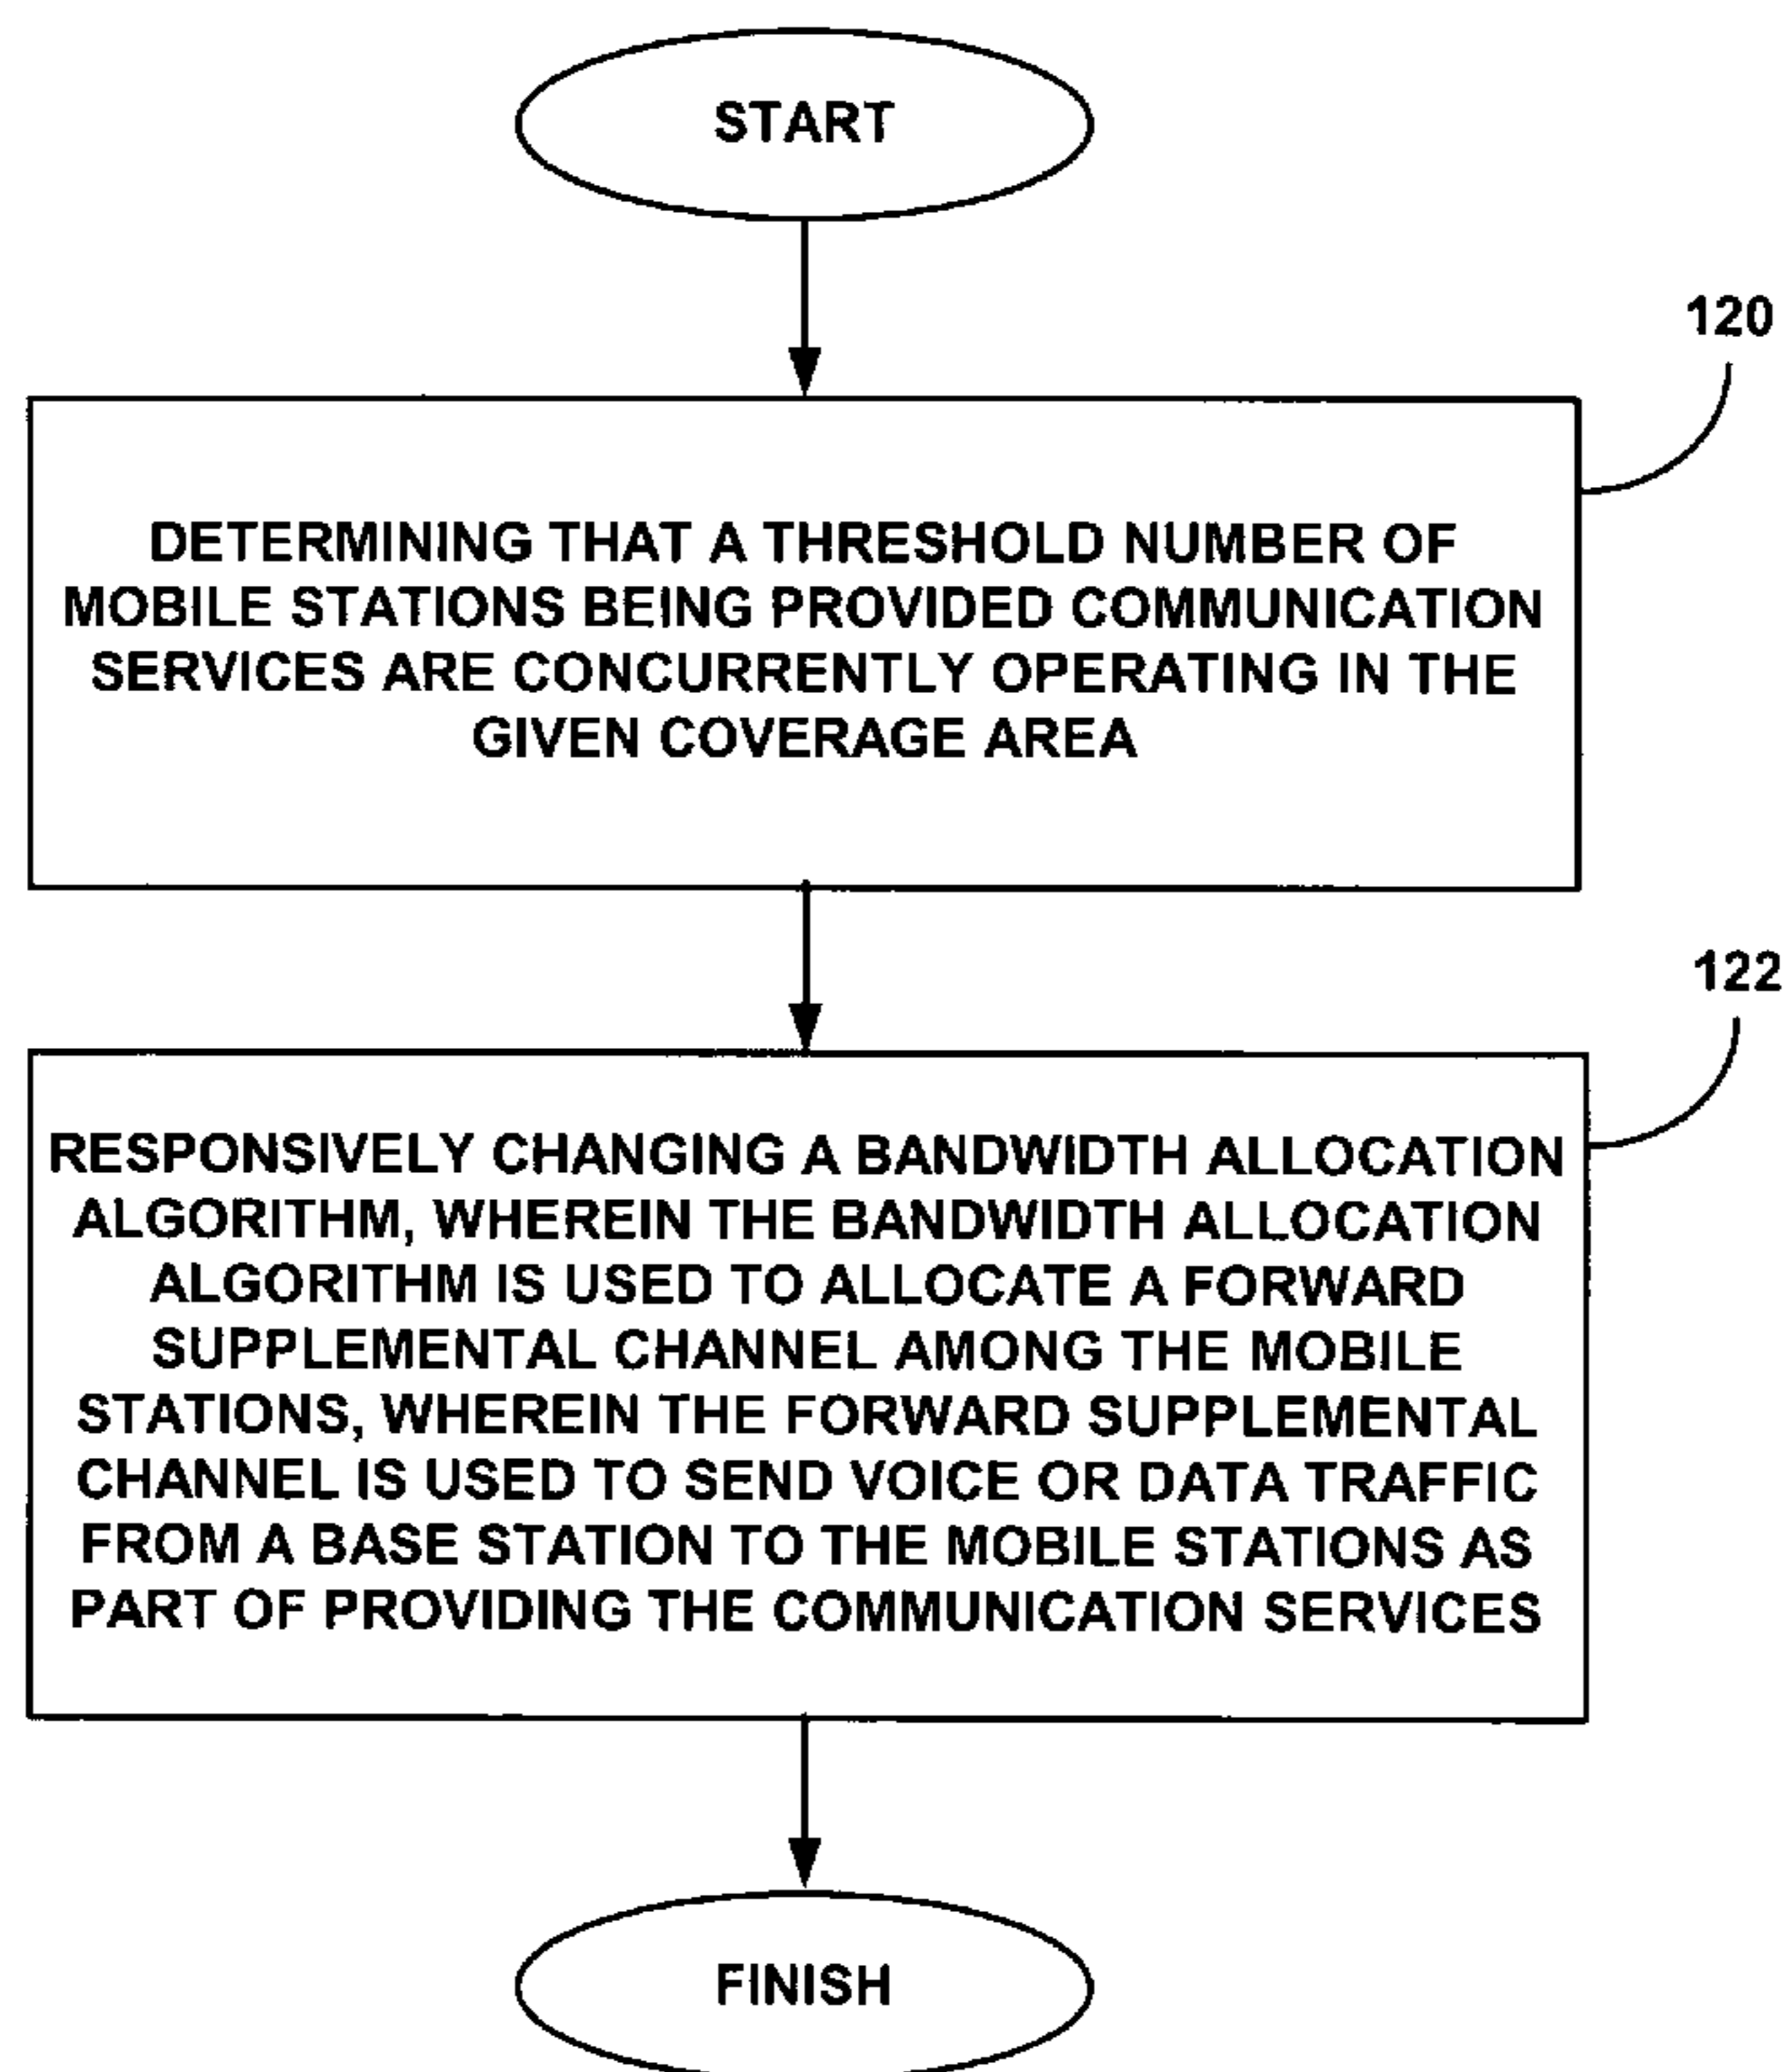 START
120
DETERMINING THAT A THRESHOLD NUMBER OF
MOBILE STATIONS BEING PROVIDED COMMUNICATION
SERVICES ARE CONCURRENTLY OPERATING IN THE
GIVEN COVERAGE AREA
122
RESPONSIVELY CHANGING A BANDWIDTH ALLOCATION
ALGORITHM, WHEREIN THE BANDWIDTH ALLOCATION
ALGORITHM IS USED TO ALLOCATE A FORWARD
SUPPLEMENTAL CHANNEL AMONG THE MOBILE
STATIONS, WHEREIN THE FORWARD SUPPLEMENTAL
CHANNEL IS USED TO SEND VOICE OR DATA TRAFFIC
FROM A BASE STATION TO THE MOBILE STATIONS AS
PART OF PROVIDING THE COMMUNICATION SERVICES
FINISH